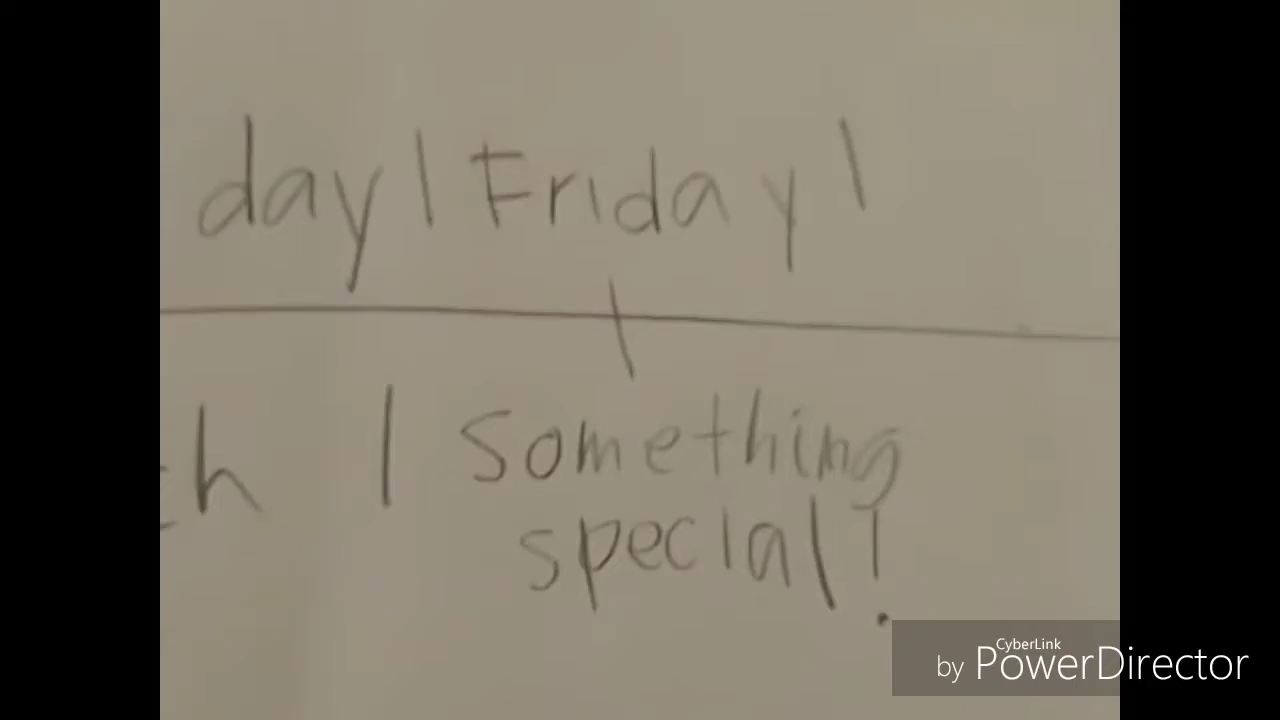 day | Friday |
h | Something
special!
CyberLink
by PowerDirector